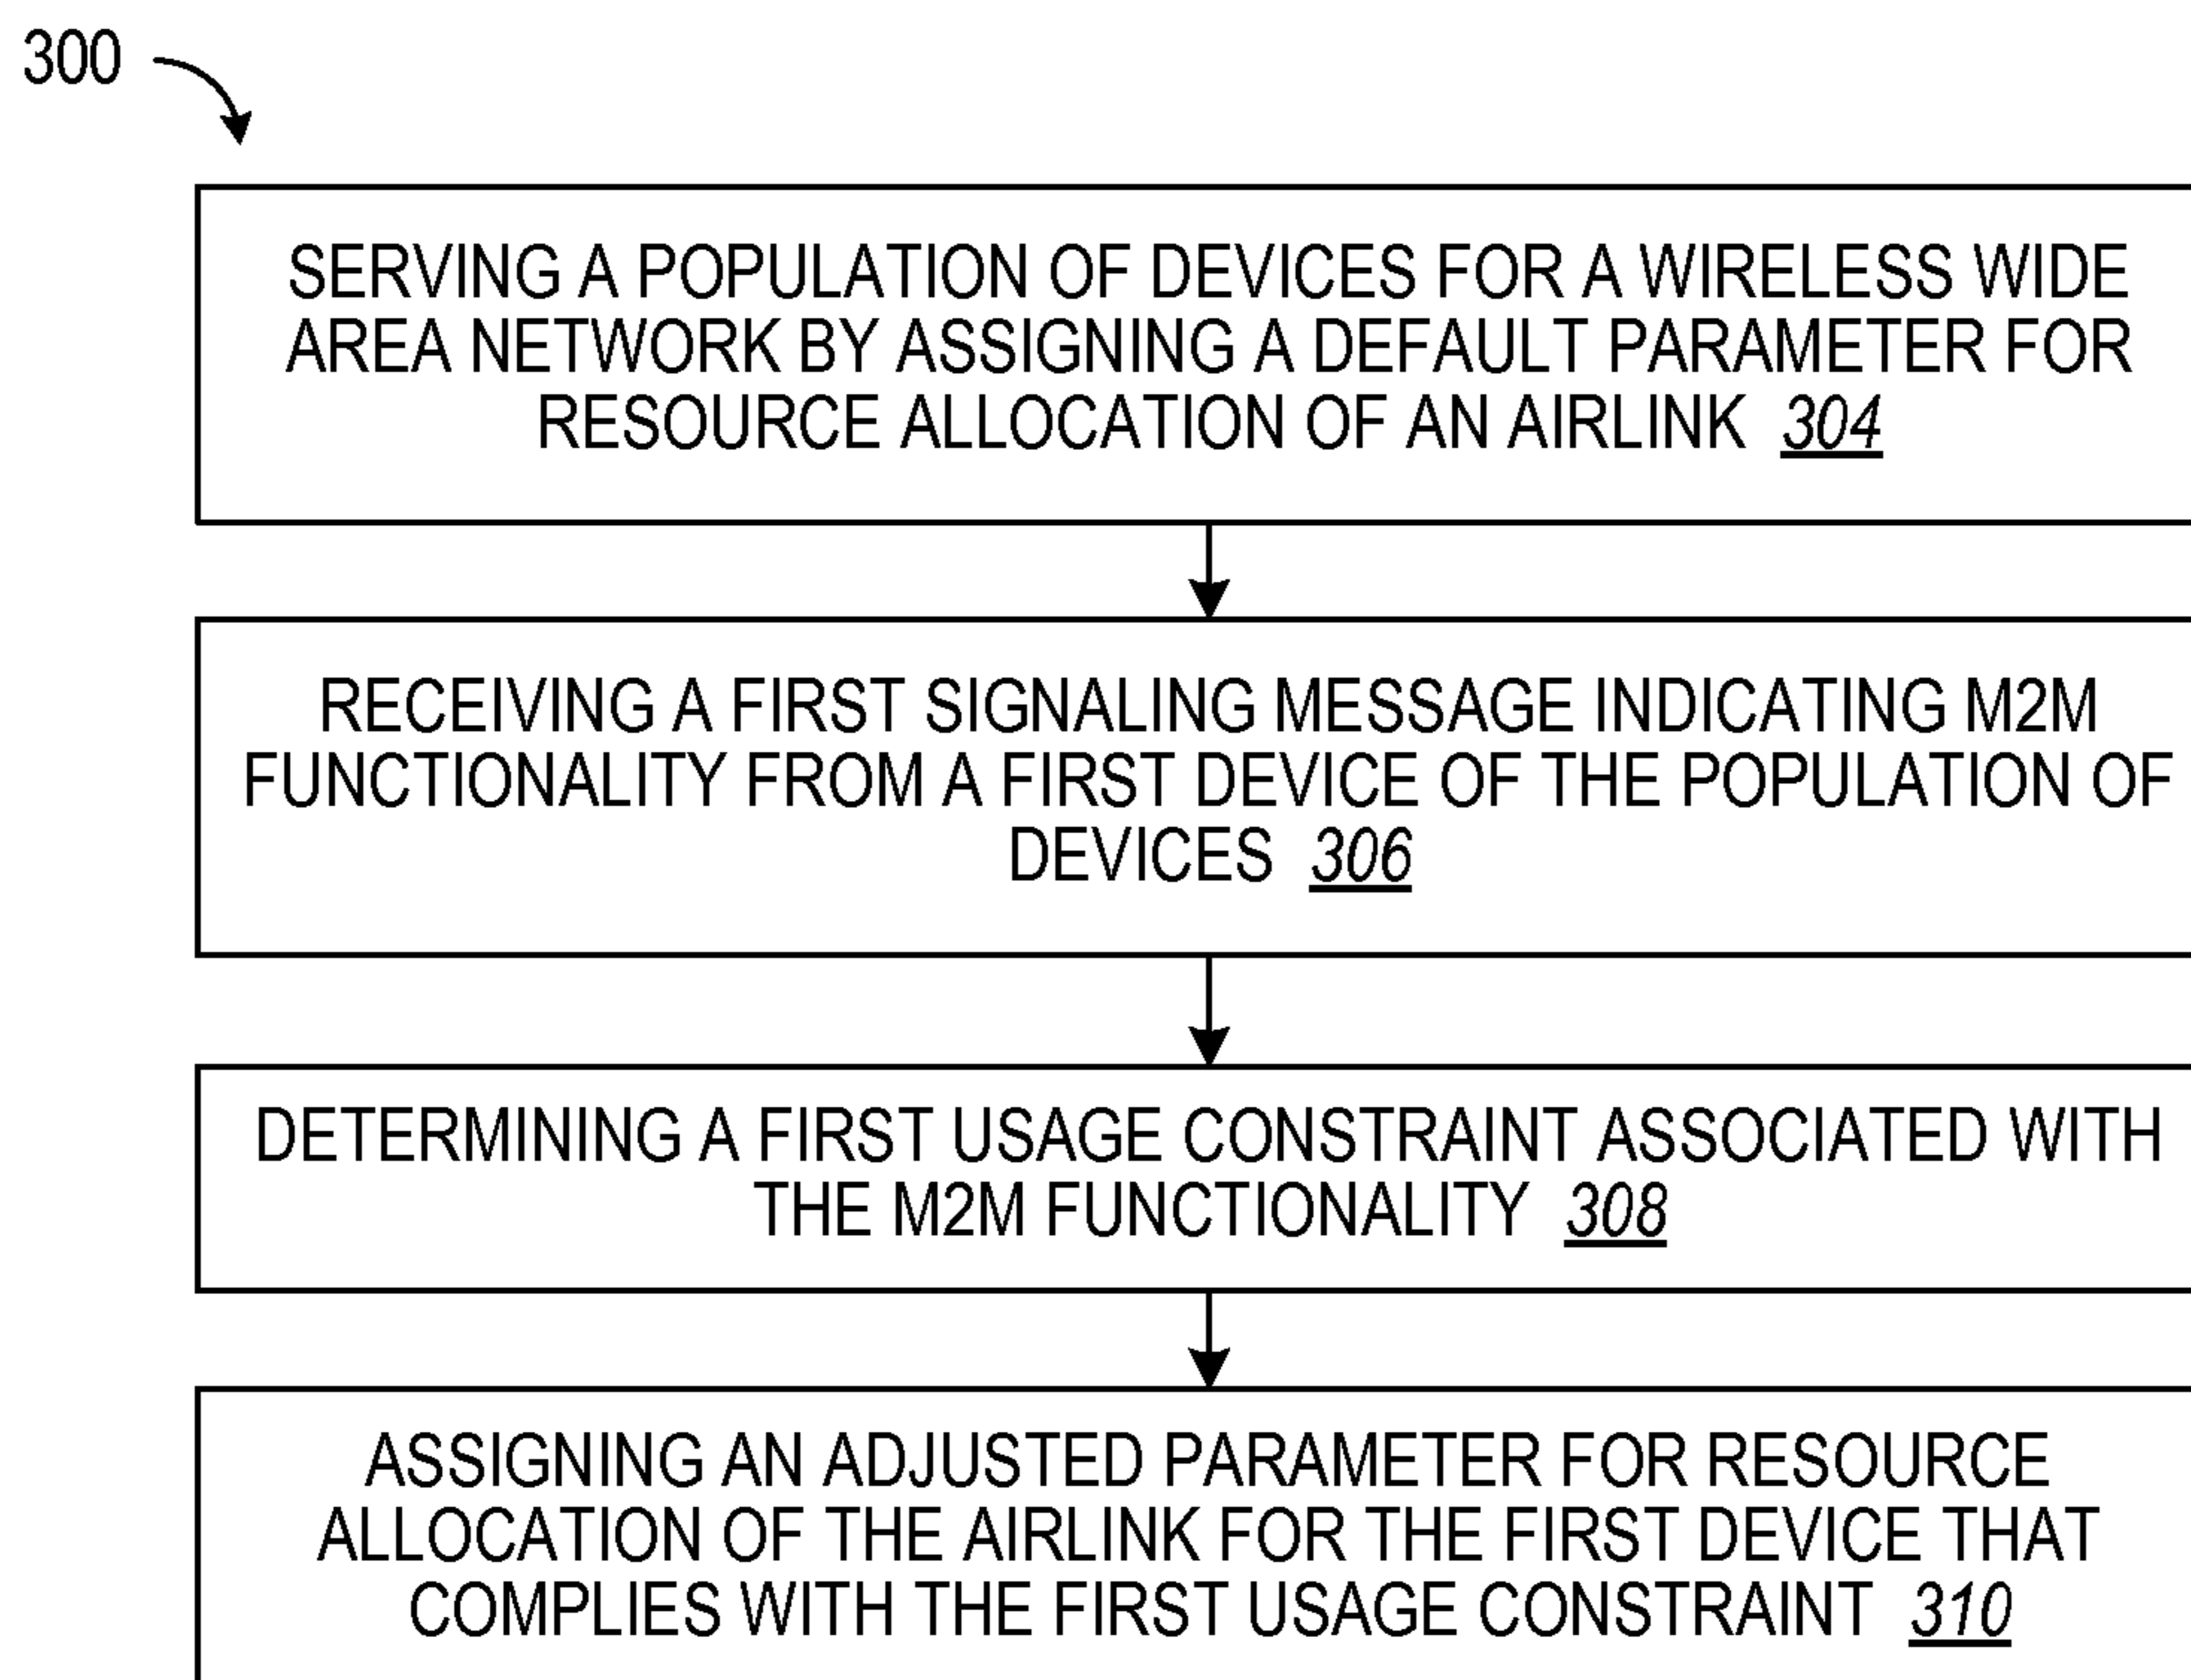 300
SERVING A POPULATION OF DEVICES FOR A WIRELESS WIDE
AREA NETWORK BY ASSIGNING A DEFAULT PARAMETER FOR
RESOURCE ALLOCATION OF AN AIRLINK 304
RECEIVING A FIRST SIGNALING MESSAGE INDICATING M2M
FUNCTIONALITY FROM A FIRST DEVICE OF THE POPULATION OF
DEVICES 306
DETERMINING A FIRST USAGE CONSTRAINT ASSOCIATED WITH
THE M2M FUNCTIONALITY 308
ASSIGNING AN ADJUSTED PARAMETER FOR RESOURCE
ALLOCATION OF THE AIRLINK FOR THE FIRST DEVICE THAT
COMPLIES WITH THE FIRST USAGE CONSTRAINT 310